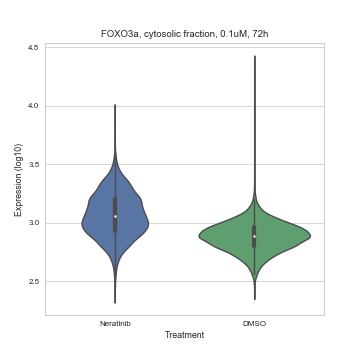 FOXO3a, cytosolic fraction, 0.1uM, 72h
4.5
4.0
3.5
3.0
2.5
Expression (log10)
Neratinib
DMSO
Treatment